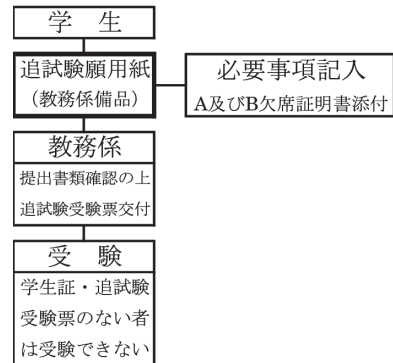 学 生
追試験願用紙
（教務係備品）
必要事項記入
A及びB欠席証明書添付
教務係
提出書類確認の上
追試験受験票交付
受 験
学生証・追試験
受験票のない者
は受験できない